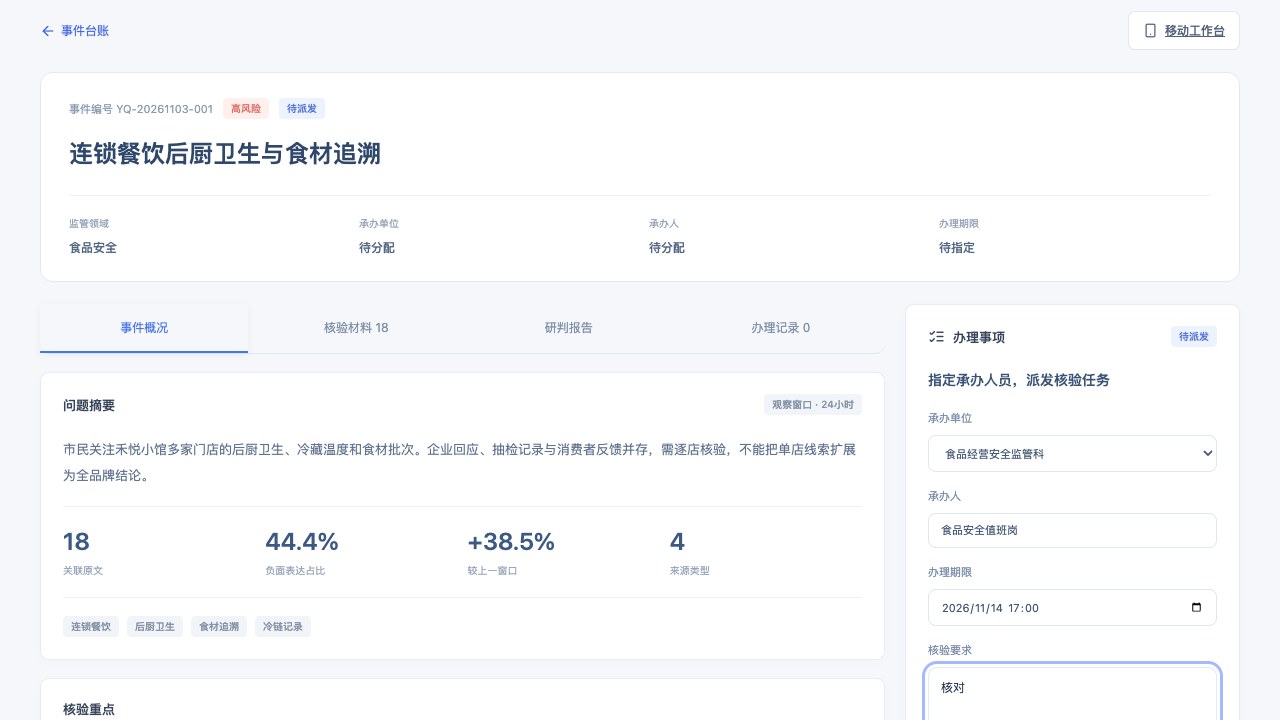 事件台账
移动工作台
事件编号 YQ-20261103-001 高风险 待派发
连锁餐饮后厨卫生与食材追溯
监管领域 承办单位 承办人 办理期限
食品安全 待分配 待分配 待指定
事件概况 核验材料 18 研判报告 办理记录 0
问题摘要 观察窗口 · 24小时
市民关注禾悦小馆多家门店的后厨卫生、冷藏温度和食材批次。企业回应、抽检记录与消费者反馈并存，需逐店核验，不能把单店线索扩展
为全品牌结论。
18 44.4% +38.5% 4
关联原文 负面表达占比 较上一窗口 来源类型
连锁餐饮 后厨卫生 食材追溯 冷链记录
核验重点
办理事项 待派发
指定承办人员，派发核验任务
承办单位
食品经营安全监管科
承办人
食品安全值班岗
办理期限
2026/11/14 17:00
核验要求
核对